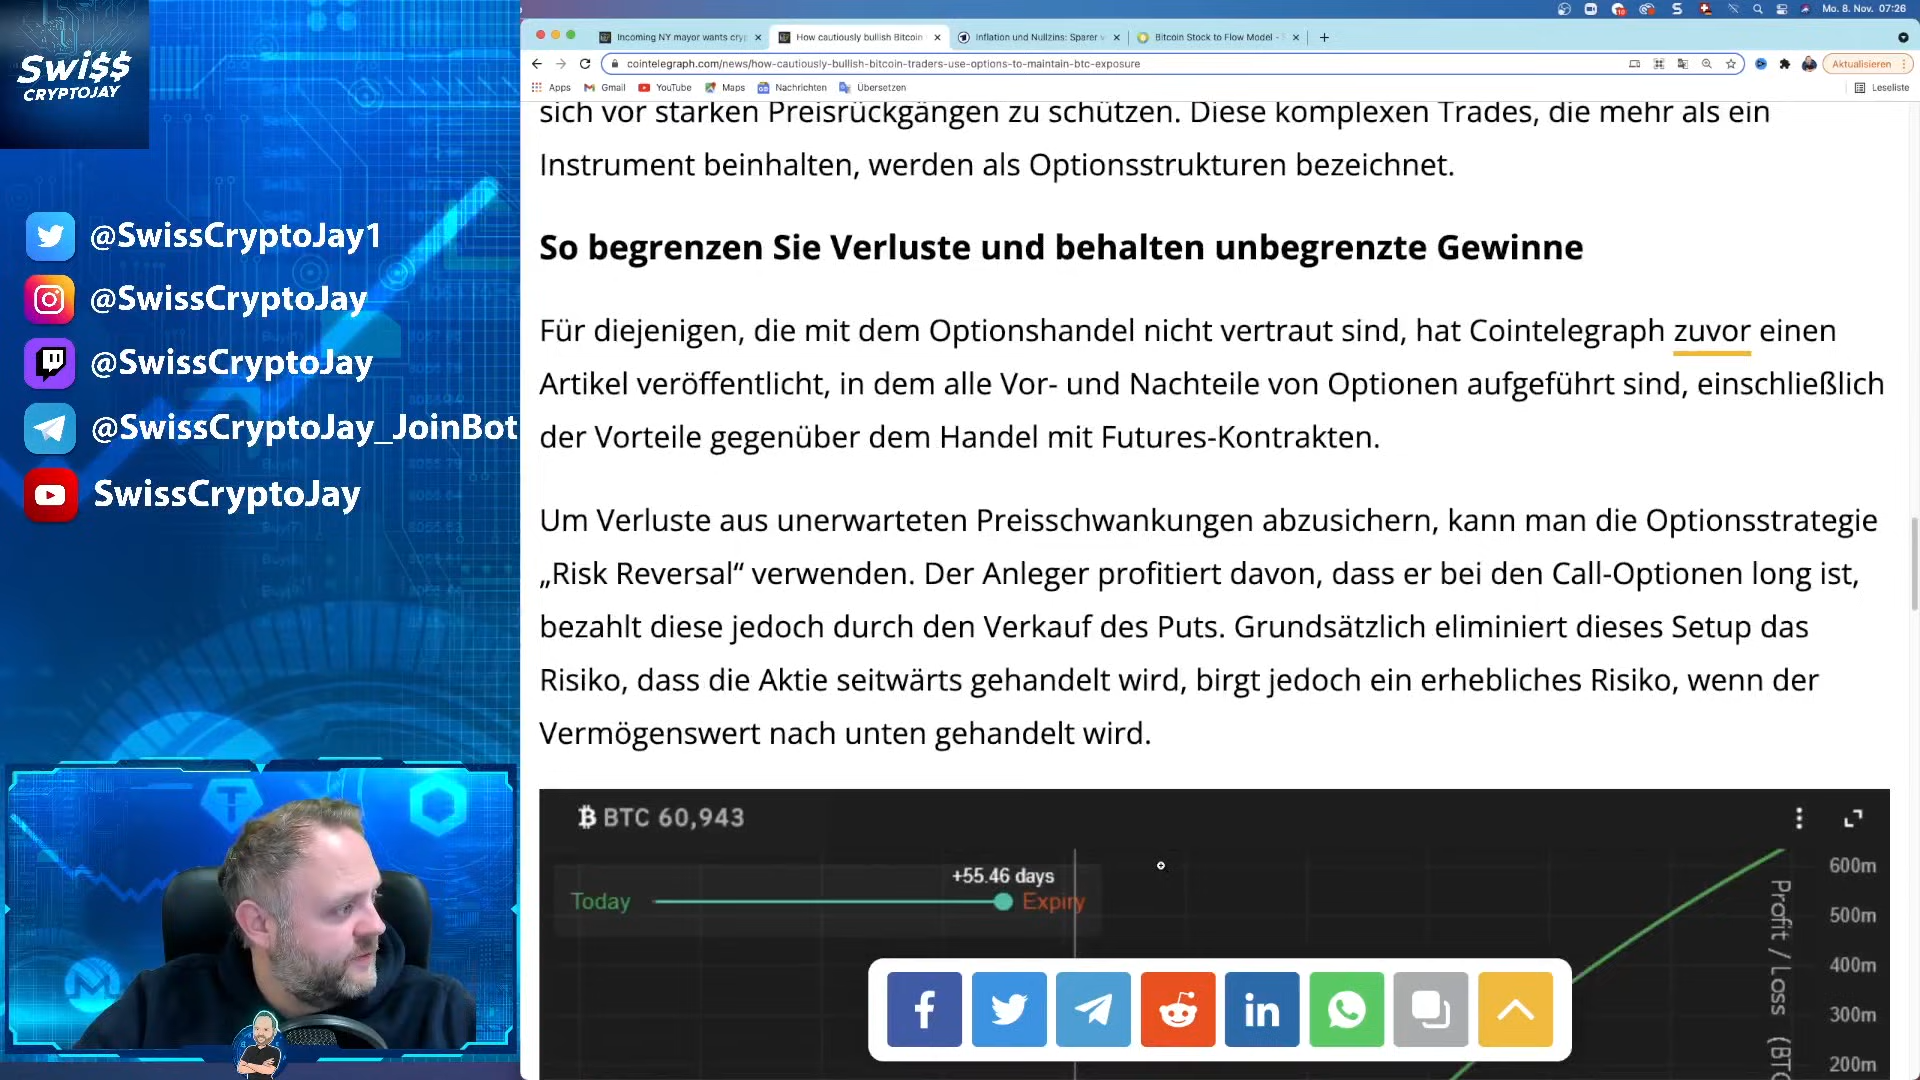 Swi$$
CRYPTOJAY
@SwissCryptoJay1
@SwissCryptoJay
@SwissCryptoJay
@SwissCryptoJay_JoinBot
SwissCryptoJay
Mo. 8. Nov. 07:26
Incoming NY mayor wants cryp
How cautiously bullish Bitcoin
Inflation und Nullzins: Sparer v
Bitcoin Stock to Flow Model -
cointelegraph.com/news/how-cautiously-bullish-bitcoin-traders-use-options-to-maintain-btc-exposure
Aktualisieren
Apps
Gmail
YouTube
Maps
Nachrichten
Übersetzen
Leseliste
sich vor starken Preisrückgängen zu schützen. Diese komplexen Trades, die mehr als ein
Instrument beinhalten, werden als Optionsstrukturen bezeichnet.
So begrenzen Sie Verluste und behalten unbegrenzte Gewinne
Für diejenigen, die mit dem Optionshandel nicht vertraut sind, hat Cointelegraph zuvor einen
Artikel veröffentlicht, in dem alle Vor- und Nachteile von Optionen aufgeführt sind, einschließlich
der Vorteile gegenüber dem Handel mit Futures-Kontrakten.
Um Verluste aus unerwarteten Preisschwankungen abzusichern, kann man die Optionsstrategie
„Risk Reversal“ verwenden. Der Anleger profitiert davon, dass er bei den Call-Optionen long ist,
bezahlt diese jedoch durch den Verkauf des Puts. Grundsätzlich eliminiert dieses Setup das
Risiko, dass die Aktie seitwärts gehandelt wird, birgt jedoch ein erhebliches Risiko, wenn der
Vermögenswert nach unten gehandelt wird.
BTC 60,943
+55.46 days
Today
Expiry
Profit / Loss (BTC
600m
500m
400m
300m
200m